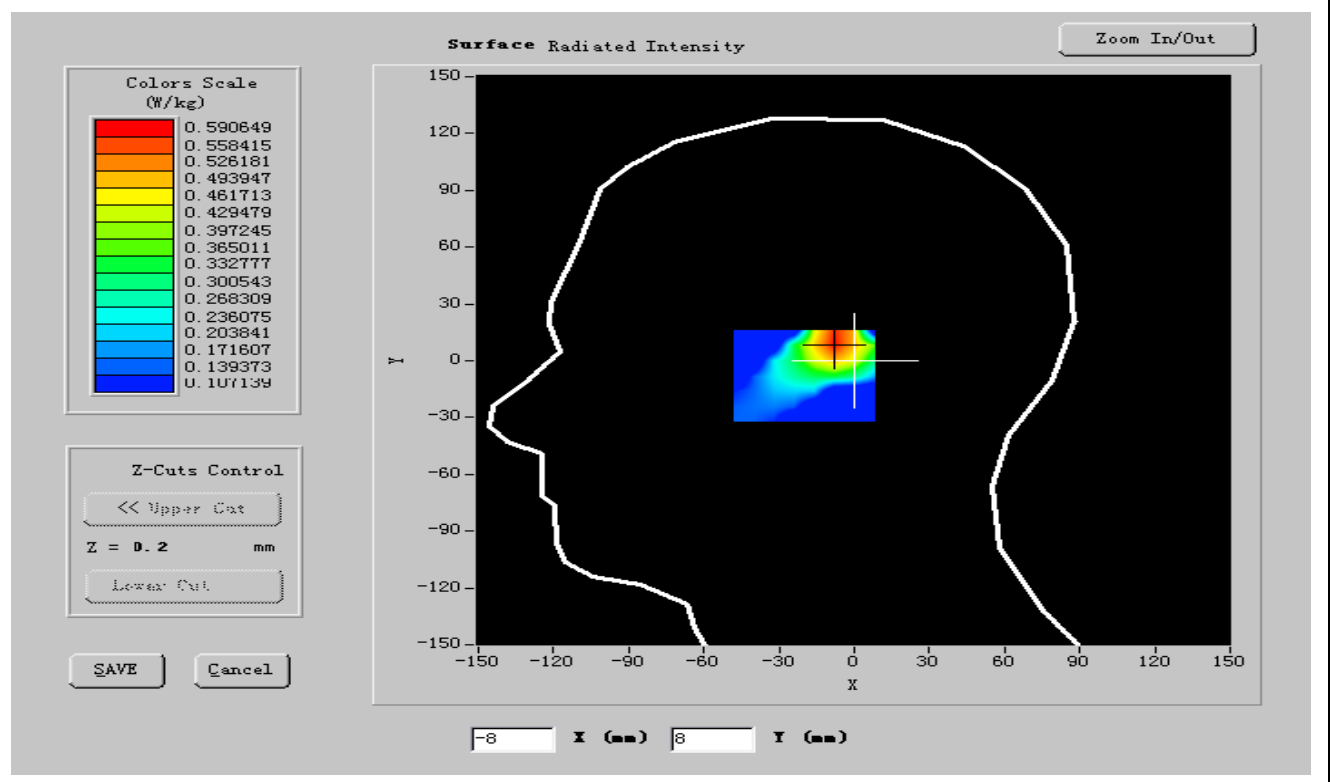 Surface Radiated Intensity
Zoom In/Out
Colors Scale
(W/kg)
0.590649
0.558415
0.526181
0.493947
0.461713
0.429479
0.397245
0.365011
0.332777
0.300543
0.268309
0.236075
0.203841
0.171607
0.139373
0.107139
Z-Cuts Control
<< Upper Cut
Z = 0.2 mm
Lower Cut
SAVE
Cancel
150
120
90
60
30
0
-30
-60
-90
-120
-150
Y
-150 -120 -90 -60 -30 0 30 60 90 120 150
X
-8 X (mm) 8 Y (mm)